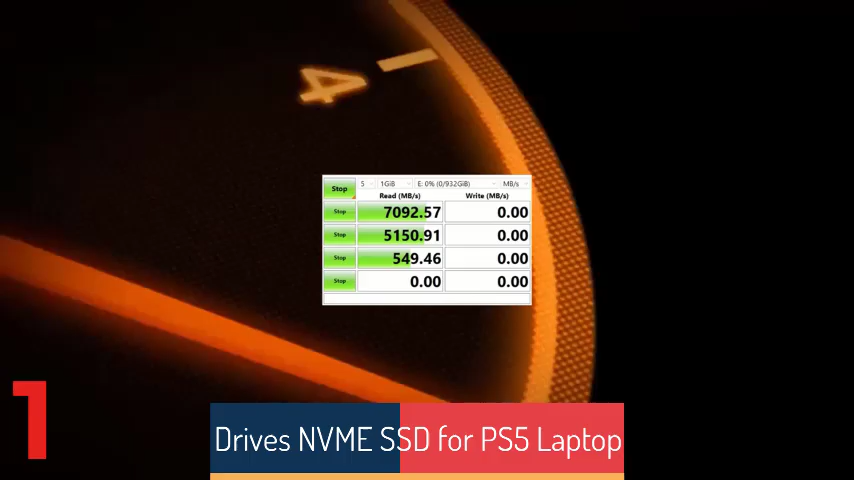 4
Stop 5 1GiB E: 0% (0/932GiB) MB/s
Read (MB/s) Write (MB/s)
Stop 7092.57 0.00
Stop 5150.91 0.00
Stop 549.46 0.00
Stop 0.00 0.00
1
Drives NVME SSD for PS5 Laptop